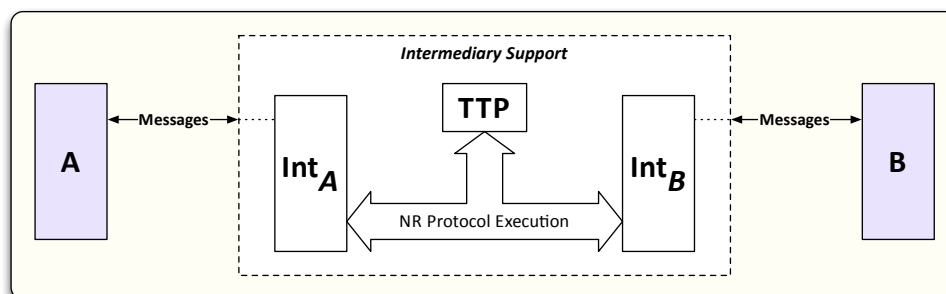 Intermediary Support
A
Messages
Int_A
TTP
Int_B
Messages
B
NR Protocol Execution